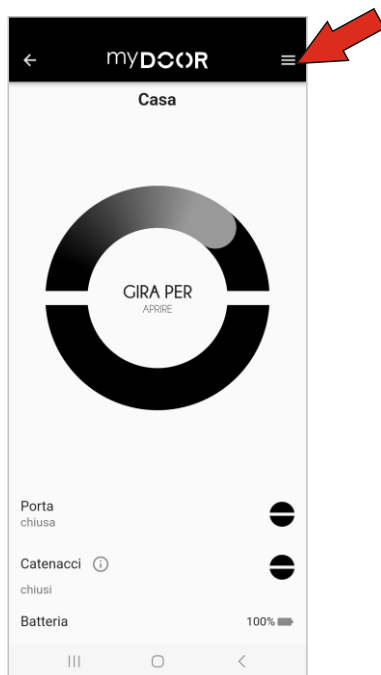 myDOOR
Casa
GIRA PER
APRIRE
Porta
chiusa
Catenacci
chiusi
Batteria 100%